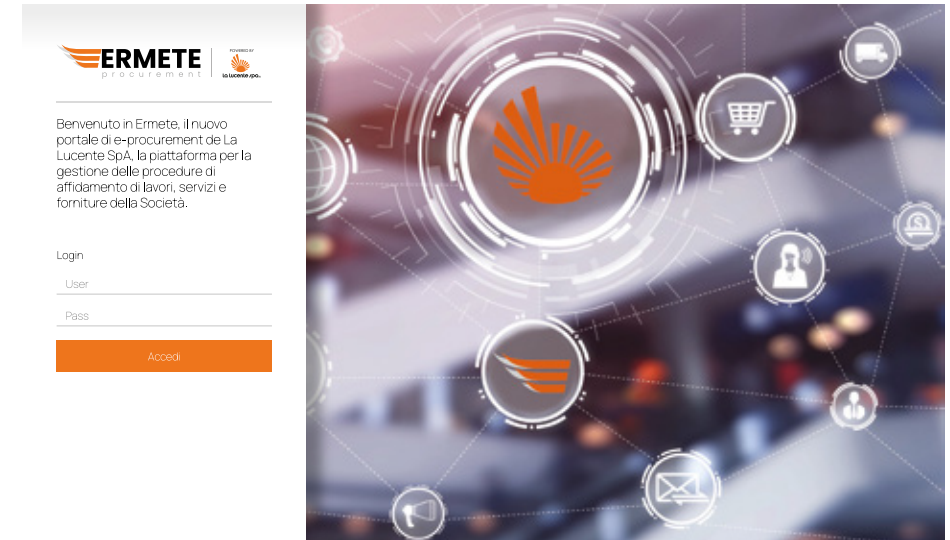 ERMETE
procurement
POWERED BY
la lucente spa.
Benvenuto in Ermete, il nuovo
portale di e-procurement de La
Lucente SpA, la piattaforma per la
gestione delle procedure di
affidamento di lavori, servizi e
forniture della Società.
Login
User
Pass
Accedi